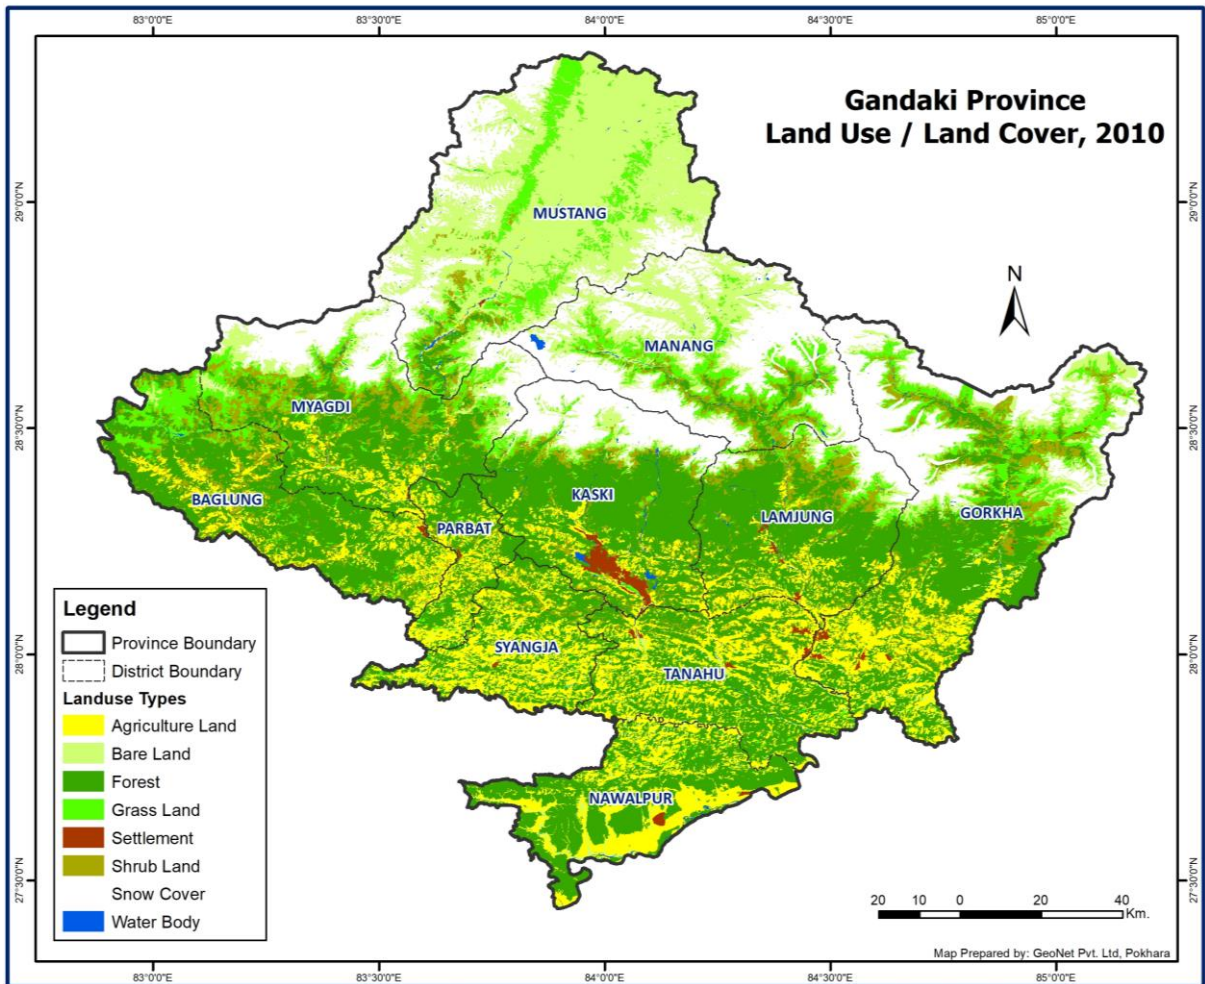 83°0'0"E 83°30'0"E 84°0'0"E 84°30'0"E 85°0'0"E
Gandaki Province
Land Use / Land Cover, 2010
29°0'0"N 29°0'0"N
MUSTANG
N
MANANG
MYAGDI
28°30'0"N 28°30'0"N
BAGLUNG
KASKI
PARBAT
LAMJUNG
GORKHA
SYANGJA
TANAHU
28°0'0"N 28°0'0"N
NAWALPUR
27°30'0"N 27°30'0"N
Legend
Province Boundary
District Boundary
Landuse Types
Agriculture Land
Bare Land
Forest
Grass Land
Settlement
Shrub Land
Snow Cover
Water Body
20 10 0 20 40
Km.
Map Prepared by: GeoNet Pvt. Ltd, Pokhara
83°0'0"E 83°30'0"E 84°0'0"E 84°30'0"E 85°0'0"E